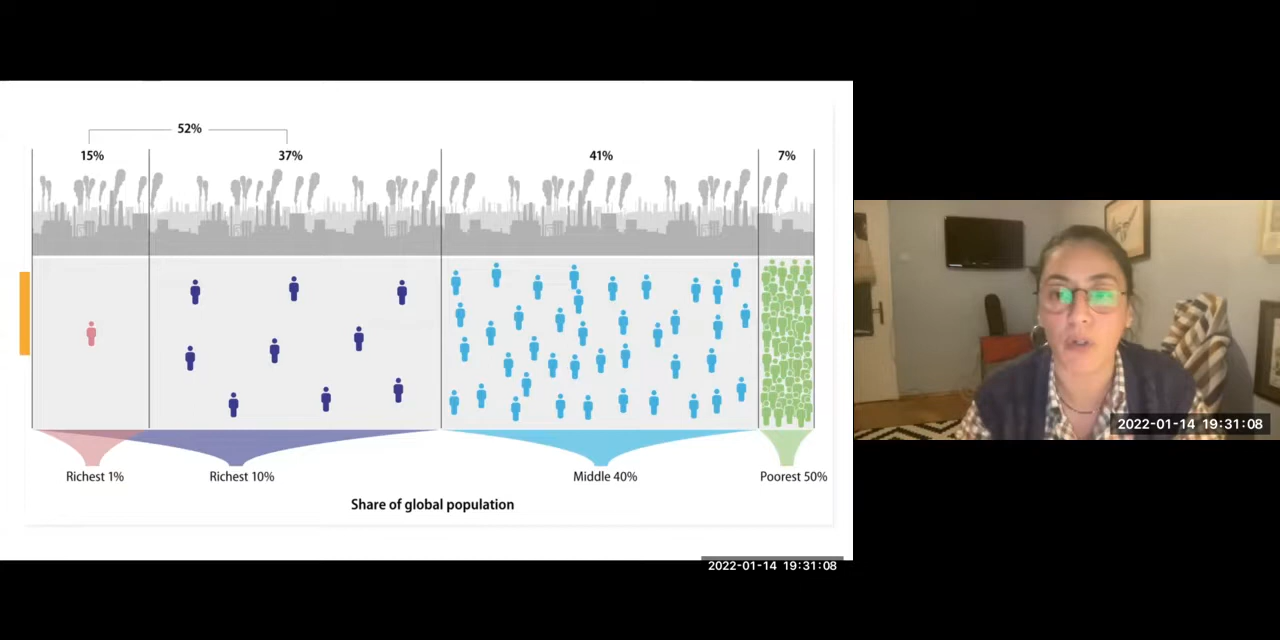 52%
15% 37% 41% 7%
Richest 1% Richest 10% Middle 40% Poorest 50%
Share of global population
2022-01-14 19:31:08
2022-01-14 19:31:08